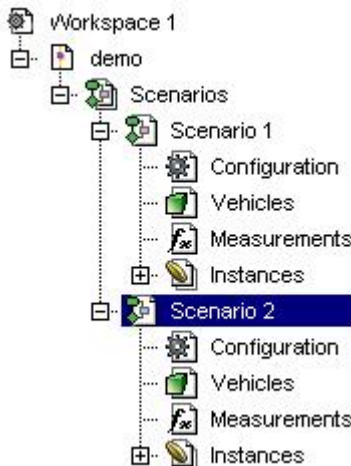 Workspace 1
demo
Scenarios
Scenario 1
Configuration
Vehicles
Measurements
Instances
Scenario 2
Configuration
Vehicles
Measurements
Instances